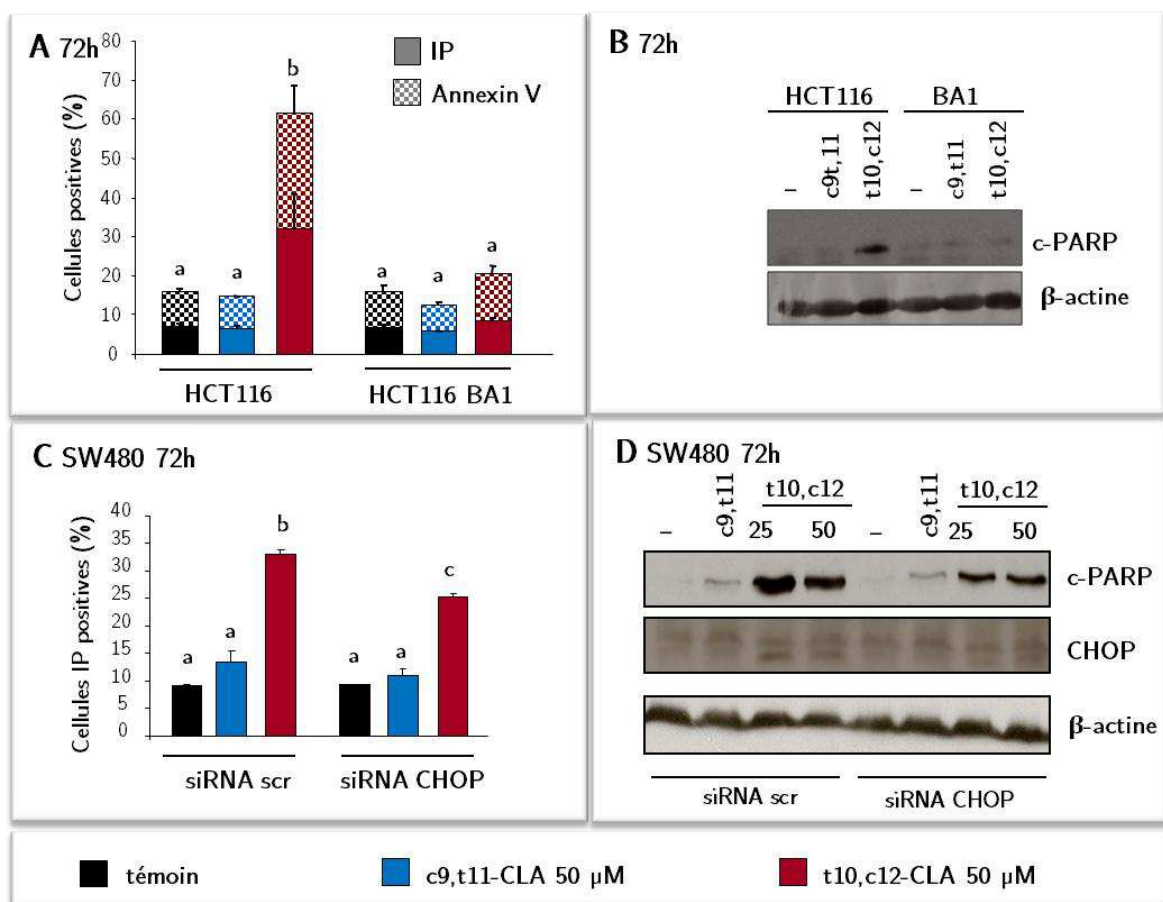 A 72h
80
70
60
50
40
30
20
10
0
Cellules positives (%)
IP
Annexin V
a a b a a a
HCT116 HCT116 BA1
B 72h
HCT116 BA1
– c9t,11 t10,c12 – c9,t11 t10,c12
c-PARP
β-actine
C SW480 72h
40
35
30
25
20
15
10
5
0
Cellules IP positives (%)
a a b a a c
siRNA scr siRNA CHOP
D SW480 72h
– c9,t11 t10,c12 – c9,t11 t10,c12
25 50 25 50
c-PARP
CHOP
β-actine
siRNA scr siRNA CHOP
témoin c9,t11-CLA 50 µM t10,c12-CLA 50 µM